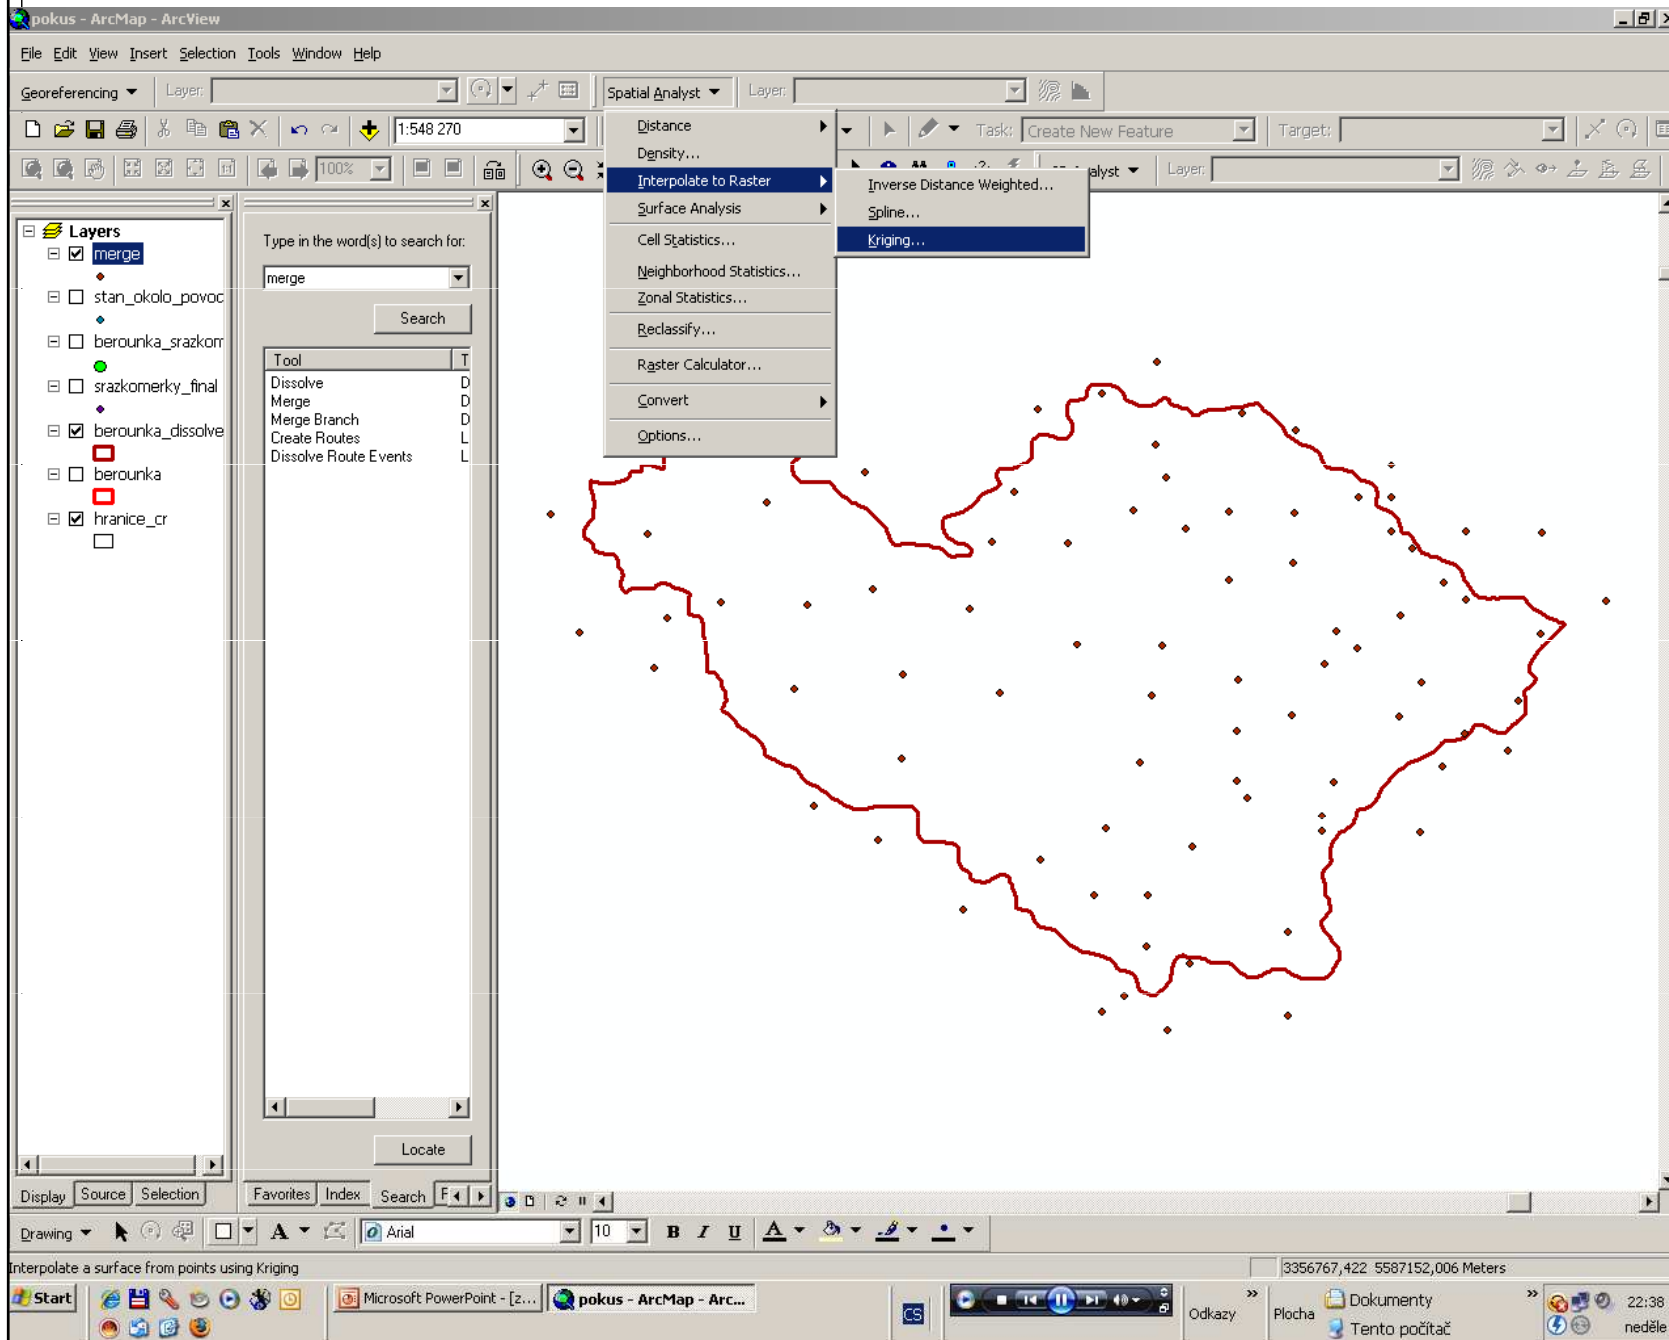 pokus - ArcMap - ArcView
File Edit View Insert Selection Tools Window Help
Georeferencing Layer: Spatial Analyst Layer:
1:548 270 Task: Create New Feature Target:
100% alyst Layer:
Distance
Density...
Interpolate to Raster
Surface Analysis
Cell Statistics...
Neighborhood Statistics...
Zonal Statistics...
Reclassify...
Raster Calculator...
Convert
Options...
Inverse Distance Weighted...
Spline...
Kriging...
Layers
merge
stan_okolo_povoc
berounka_srazkom
srazkomerky_final
berounka_dissolve
berounka
hranice_cr
Type in the word(s) to search for:
merge
Search
Tool T
Dissolve D
Merge D
Merge Branch D
Create Routes L
Dissolve Route Events L
Locate
Display Source Selection
Favorites Index Search F
Drawing A Arial 10 B I U A
Interpolate a surface from points using Kriging
3356767,422 5587152,006 Meters
Start Microsoft PowerPoint - [z... pokus - ArcMap - Arc... CS Odkazy » Plocha Dokumenty » 22:38
Tento počítač neděle